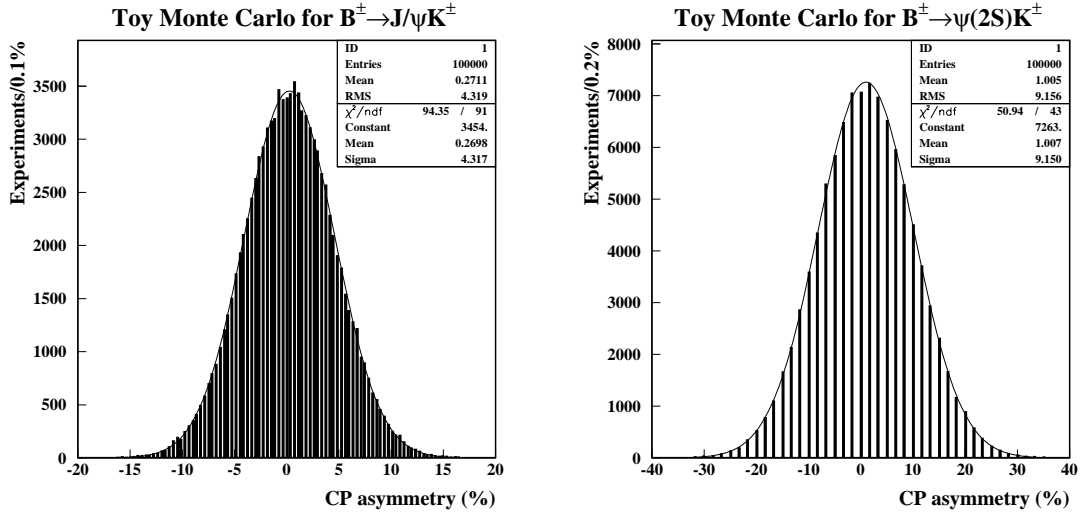 Toy Monte Carlo for B±→J/ψK±
Experiments/0.1%
ID 1
Entries 100000
Mean 0.2711
RMS 4.319
χ²/ndf 94.35 / 91
Constant 3454.
Mean 0.2698
Sigma 4.317
3500
3000
2500
2000
1500
1000
500
0
-20 -15 -10 -5 0 5 10 15 20
CP asymmetry (%)
Toy Monte Carlo for B±→ψ(2S)K±
Experiments/0.2%
ID 1
Entries 100000
Mean 1.005
RMS 9.156
χ²/ndf 50.94 / 43
Constant 7263.
Mean 1.007
Sigma 9.150
8000
7000
6000
5000
4000
3000
2000
1000
0
-40 -30 -20 -10 0 10 20 30 40
CP asymmetry (%)